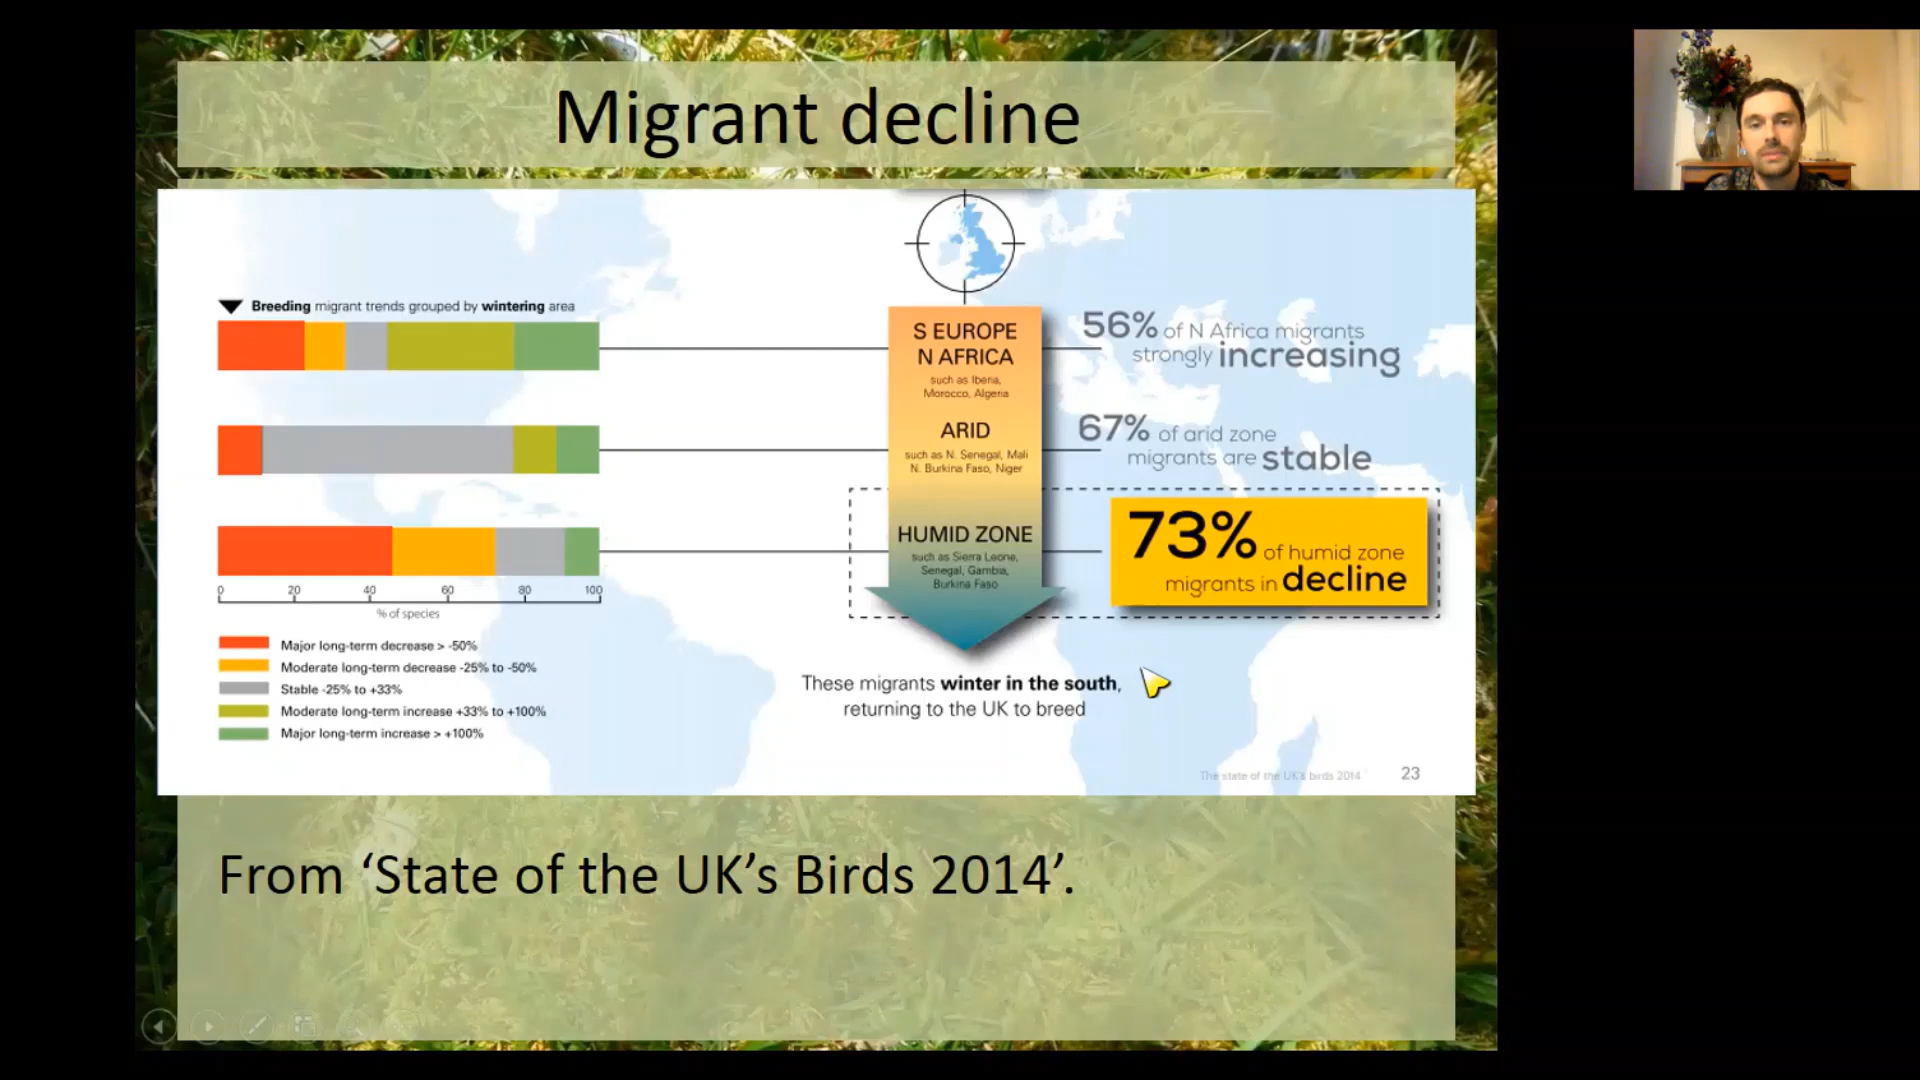 Migrant decline
Breeding migrant trends grouped by wintering area
S EUROPE
N AFRICA
such as Iberia,
Morocco, Algeria
56% of N Africa migrants
strongly increasing
ARID
such as N. Senegal, Mali
N. Burkina Faso, Niger
67% of arid zone
migrants are stable
HUMID ZONE
such as Sierra Leone,
Senegal, Gambia,
Burkina Faso
73% of humid zone
migrants in decline
0 20 40 60 80 100
% of species
Major long-term decrease > -50%
Moderate long-term decrease -25% to -50%
Stable -25% to +33%
Moderate long-term increase +33% to +100%
Major long-term increase > +100%
These migrants winter in the south,
returning to the UK to breed
The state of the UK's birds 2014 23
From ‘State of the UK’s Birds 2014’.